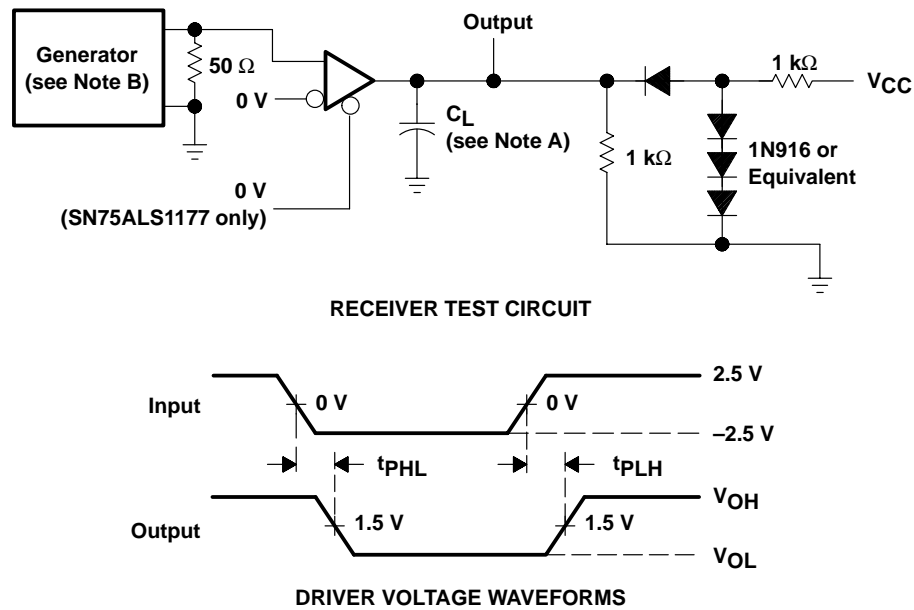 Output
Generator
(see Note B)
50 Ω
0 V
CL
(see Note A)
1 kΩ
1 kΩ
VCC
1N916 or
Equivalent
0 V
(SN75ALS1177 only)
RECEIVER TEST CIRCUIT
Input
0 V
0 V
2.5 V
–2.5 V
tPHL
tPLH
Output
1.5 V
1.5 V
VOH
VOL
DRIVER VOLTAGE WAVEFORMS